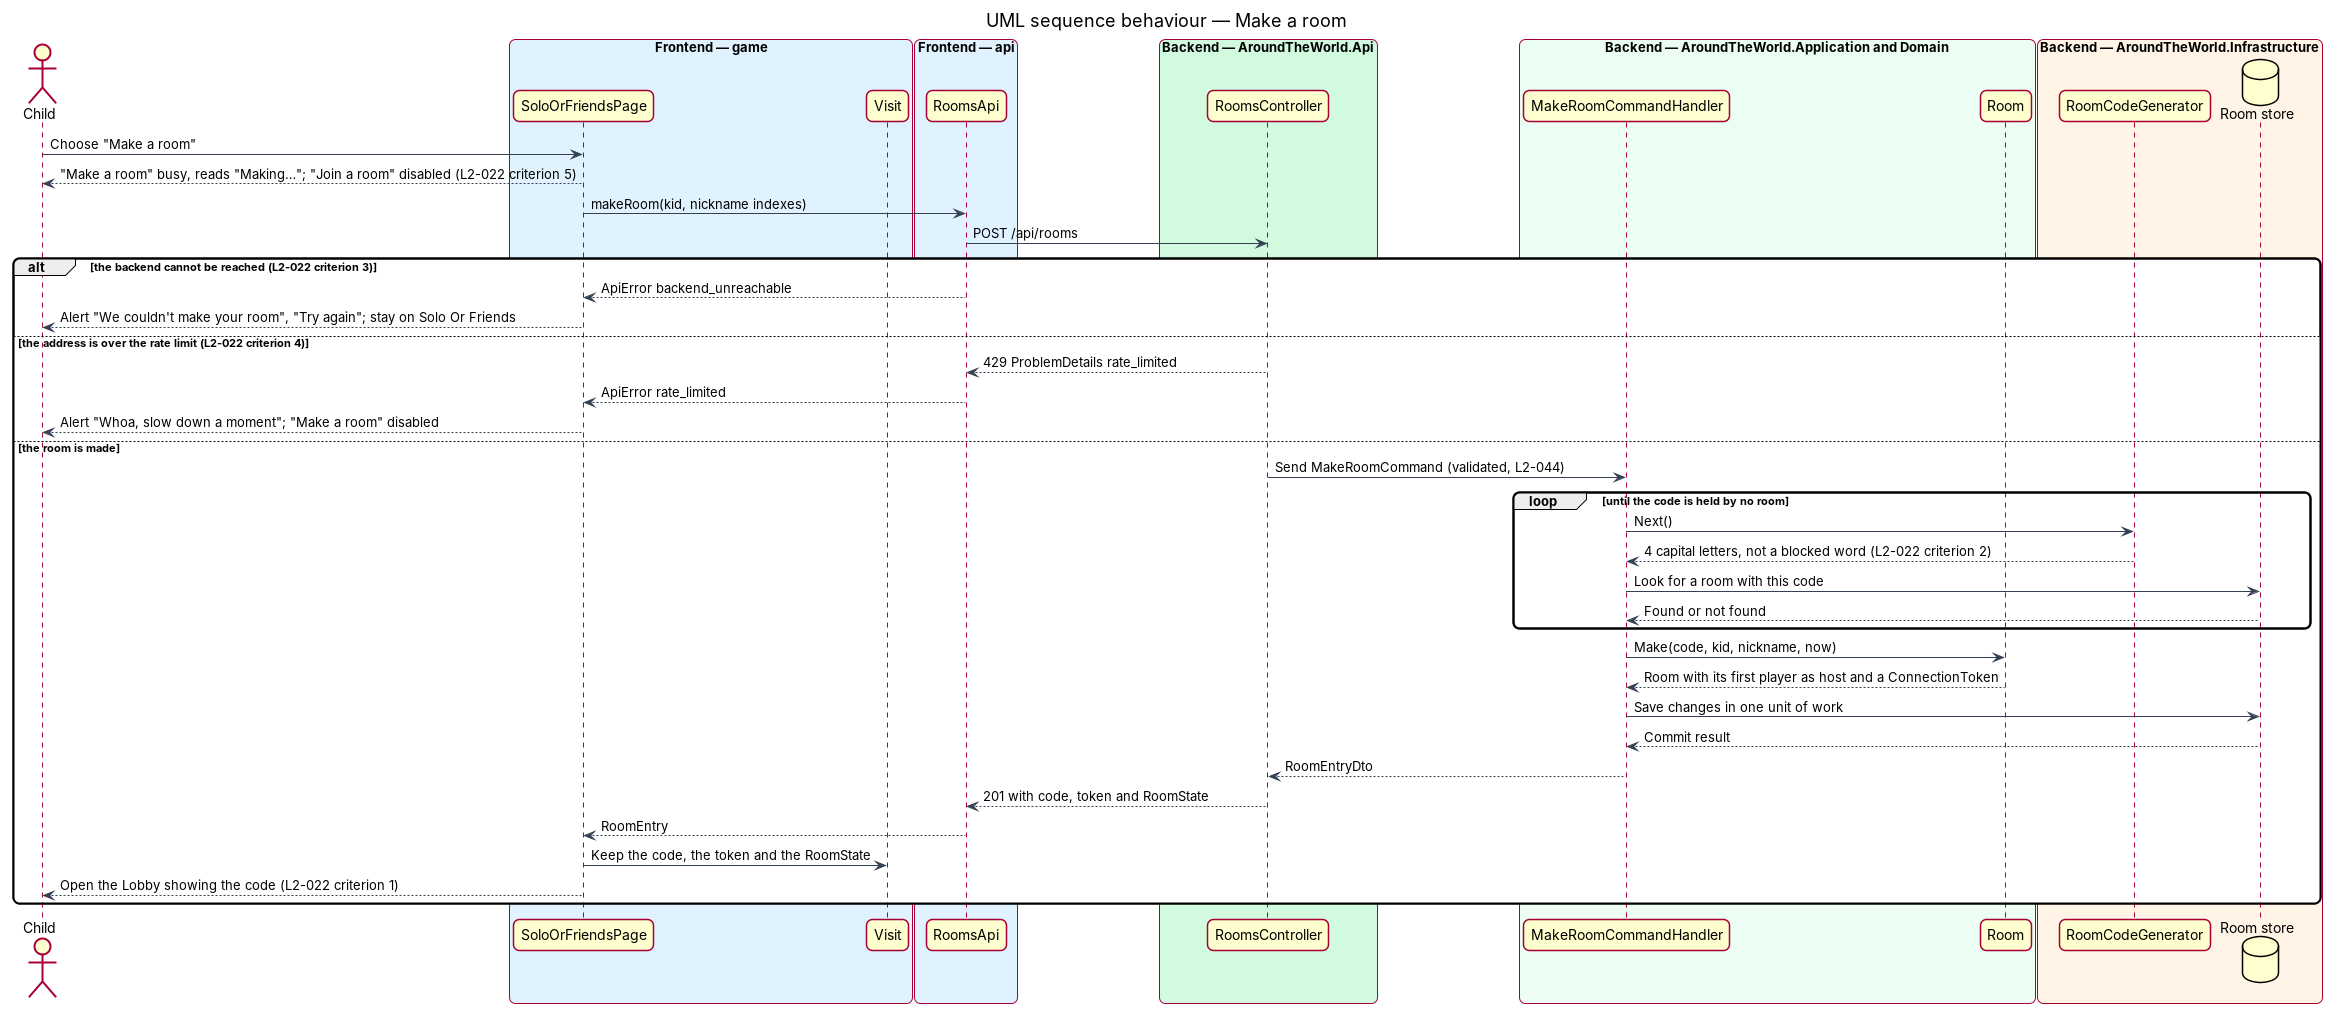 UML sequence behaviour — Make a room
Frontend — game
Frontend — api
Backend — AroundTheWorld.Api
Backend — AroundTheWorld.Application and Domain
Backend — AroundTheWorld.Infrastructure
Child
SoloOrFriendsPage
Visit
RoomsApi
RoomsController
MakeRoomCommandHandler
Room
RoomCodeGenerator
Room store
Choose "Make a room"
"Make a room" busy, reads "Making..."; "Join a room" disabled (L2-022 criterion 5)
makeRoom(kid, nickname indexes)
POST /api/rooms
alt [the backend cannot be reached (L2-022 criterion 3)]
ApiError backend_unreachable
Alert "We couldn't make your room", "Try again"; stay on Solo Or Friends
[the address is over the rate limit (L2-022 criterion 4)]
429 ProblemDetails rate_limited
ApiError rate_limited
Alert "Whoa, slow down a moment"; "Make a room" disabled
[the room is made]
Send MakeRoomCommand (validated, L2-044)
loop [until the code is held by no room]
Next()
4 capital letters, not a blocked word (L2-022 criterion 2)
Look for a room with this code
Found or not found
Make(code, kid, nickname, now)
Room with its first player as host and a ConnectionToken
Save changes in one unit of work
Commit result
RoomEntryDto
201 with code, token and RoomState
RoomEntry
Keep the code, the token and the RoomState
Open the Lobby showing the code (L2-022 criterion 1)
Child
SoloOrFriendsPage
Visit
RoomsApi
RoomsController
MakeRoomCommandHandler
Room
RoomCodeGenerator
Room store